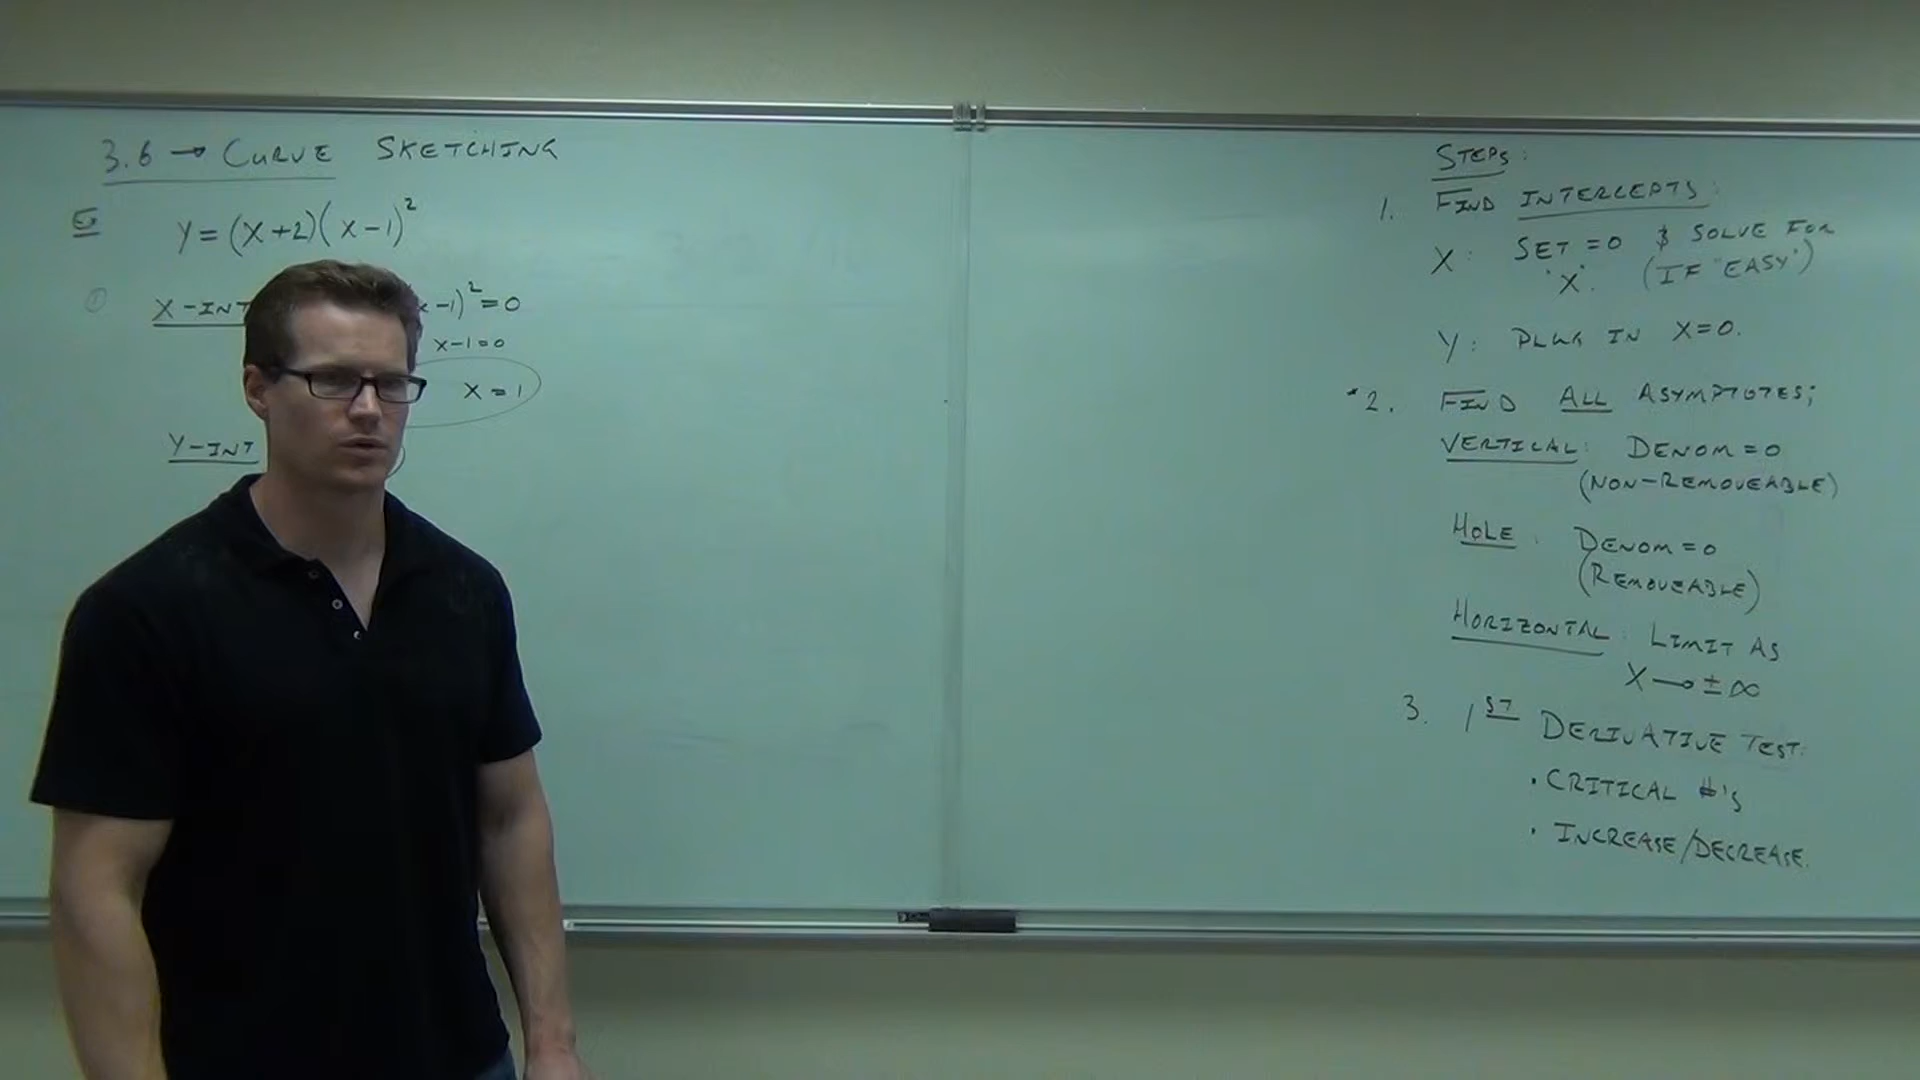 3.6 → CURVE SKETCHING
EX
Y=(X+2)(X-1)²
①
X-INT
x-1)²=0
x-1=0
X=1
Y-INT
STEPS:
1. FIND INTERCEPTS:
X: SET =0 & SOLVE FOR
"X". (IF "EASY")
Y: PLUG IN X=0.
*2. FIND ALL ASYMPTOTES;
VERTICAL: DENOM=0
(NON-REMOVEABLE)
HOLE: DENOM=0
(REMOVEABLE)
HORIZONTAL: LIMIT AS
X→±∞
3. 1ST DERIVATIVE TEST:
• CRITICAL #'S
• INCREASE/DECREASE.